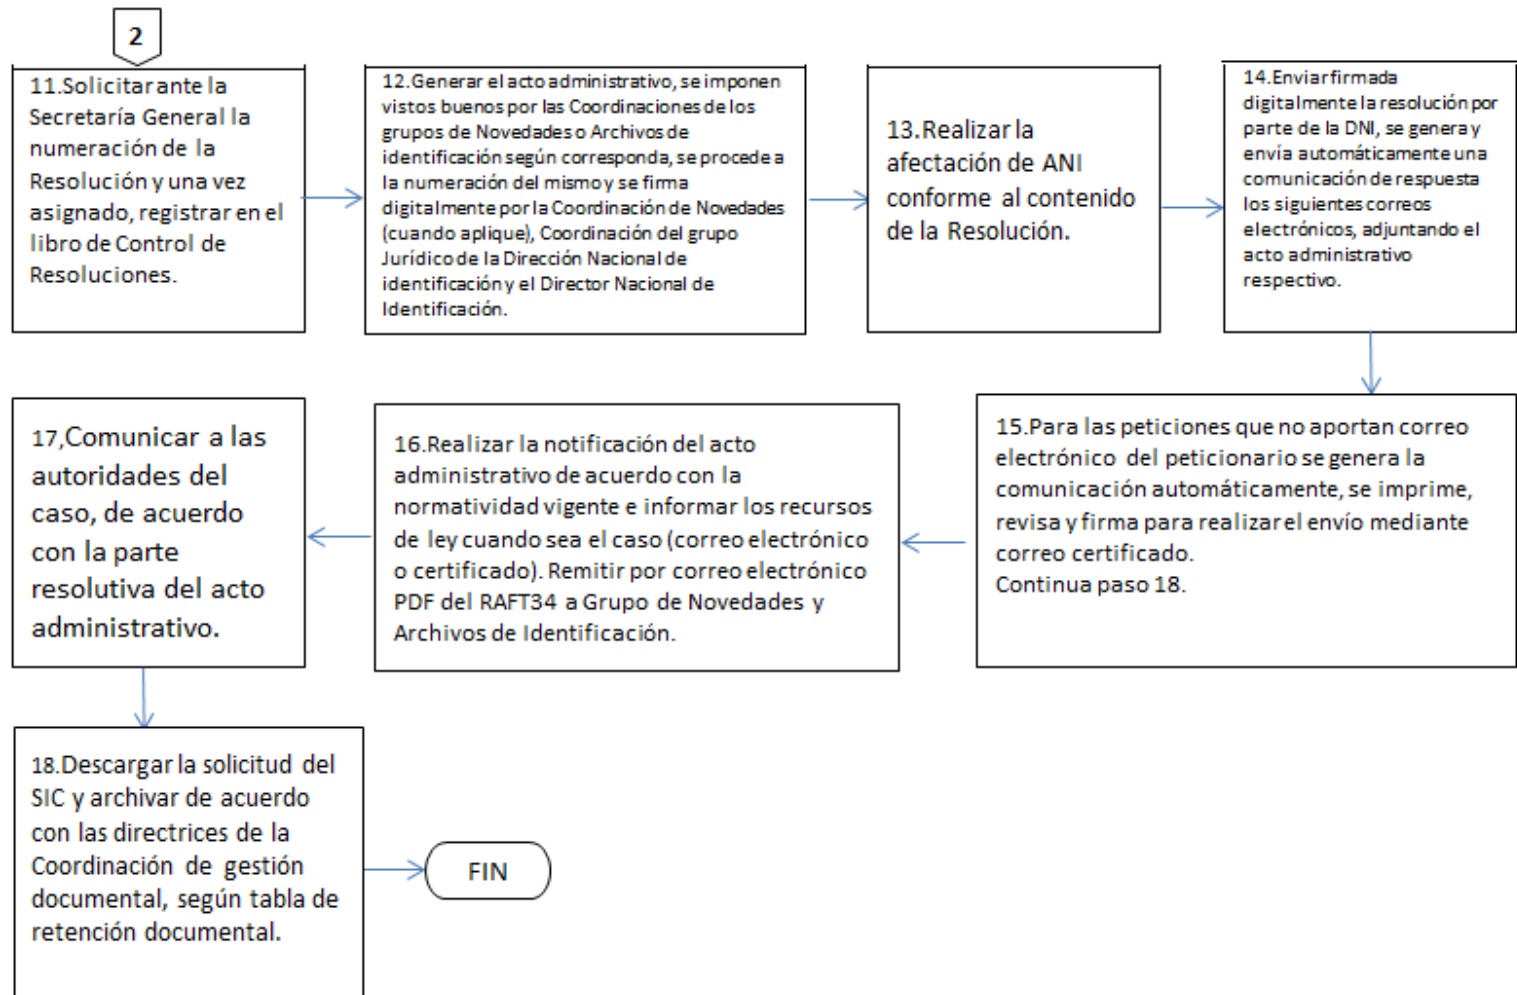 2
11.Solicitar ante la
Secretaría General la
numeración de la
Resolución y una vez
asignado, registrar en el
libro de Control de
Resoluciones.
12.Generar el acto administrativo, se imponen
vistos buenos por las Coordinaciones de los
grupos de Novedades o Archivos de
identificación según corresponda, se procede a
la numeración del mismo y se firma
digitalmente por la Coordinación de Novedades
(cuando aplique), Coordinación del grupo
Jurídico de la Dirección Nacional de
identificación y el Director Nacional de
Identificación.
13.Realizar la
afectación de ANI
conforme al contenido
de la Resolución.
14.Enviar firmada
digitalmente la resolución por
parte de la DNI, se genera y
envía automáticamente una
comunicación de respuesta
los siguientes correos
electrónicos, adjuntando el
acto administrativo
respectivo.
15.Para las peticiones que no aportan correo
electrónico del peticionario se genera la
comunicación automáticamente, se imprime,
revisa y firma para realizar el envío mediante
correo certificado.
Continua paso 18.
16.Realizar la notificación del acto
administrativo de acuerdo con la
normatividad vigente e informar los recursos
de ley cuando sea el caso (correo electrónico
o certificado). Remitir por correo electrónico
PDF del RAFT34 a Grupo de Novedades y
Archivos de Identificación.
17,Comunicar a las
autoridades del
caso, de acuerdo
con la parte
resolutiva del acto
administrativo.
18.Descargar la solicitud del
SIC y archivar de acuerdo
con las directrices de la
Coordinación de gestión
documental, según tabla de
retención documental.
FIN